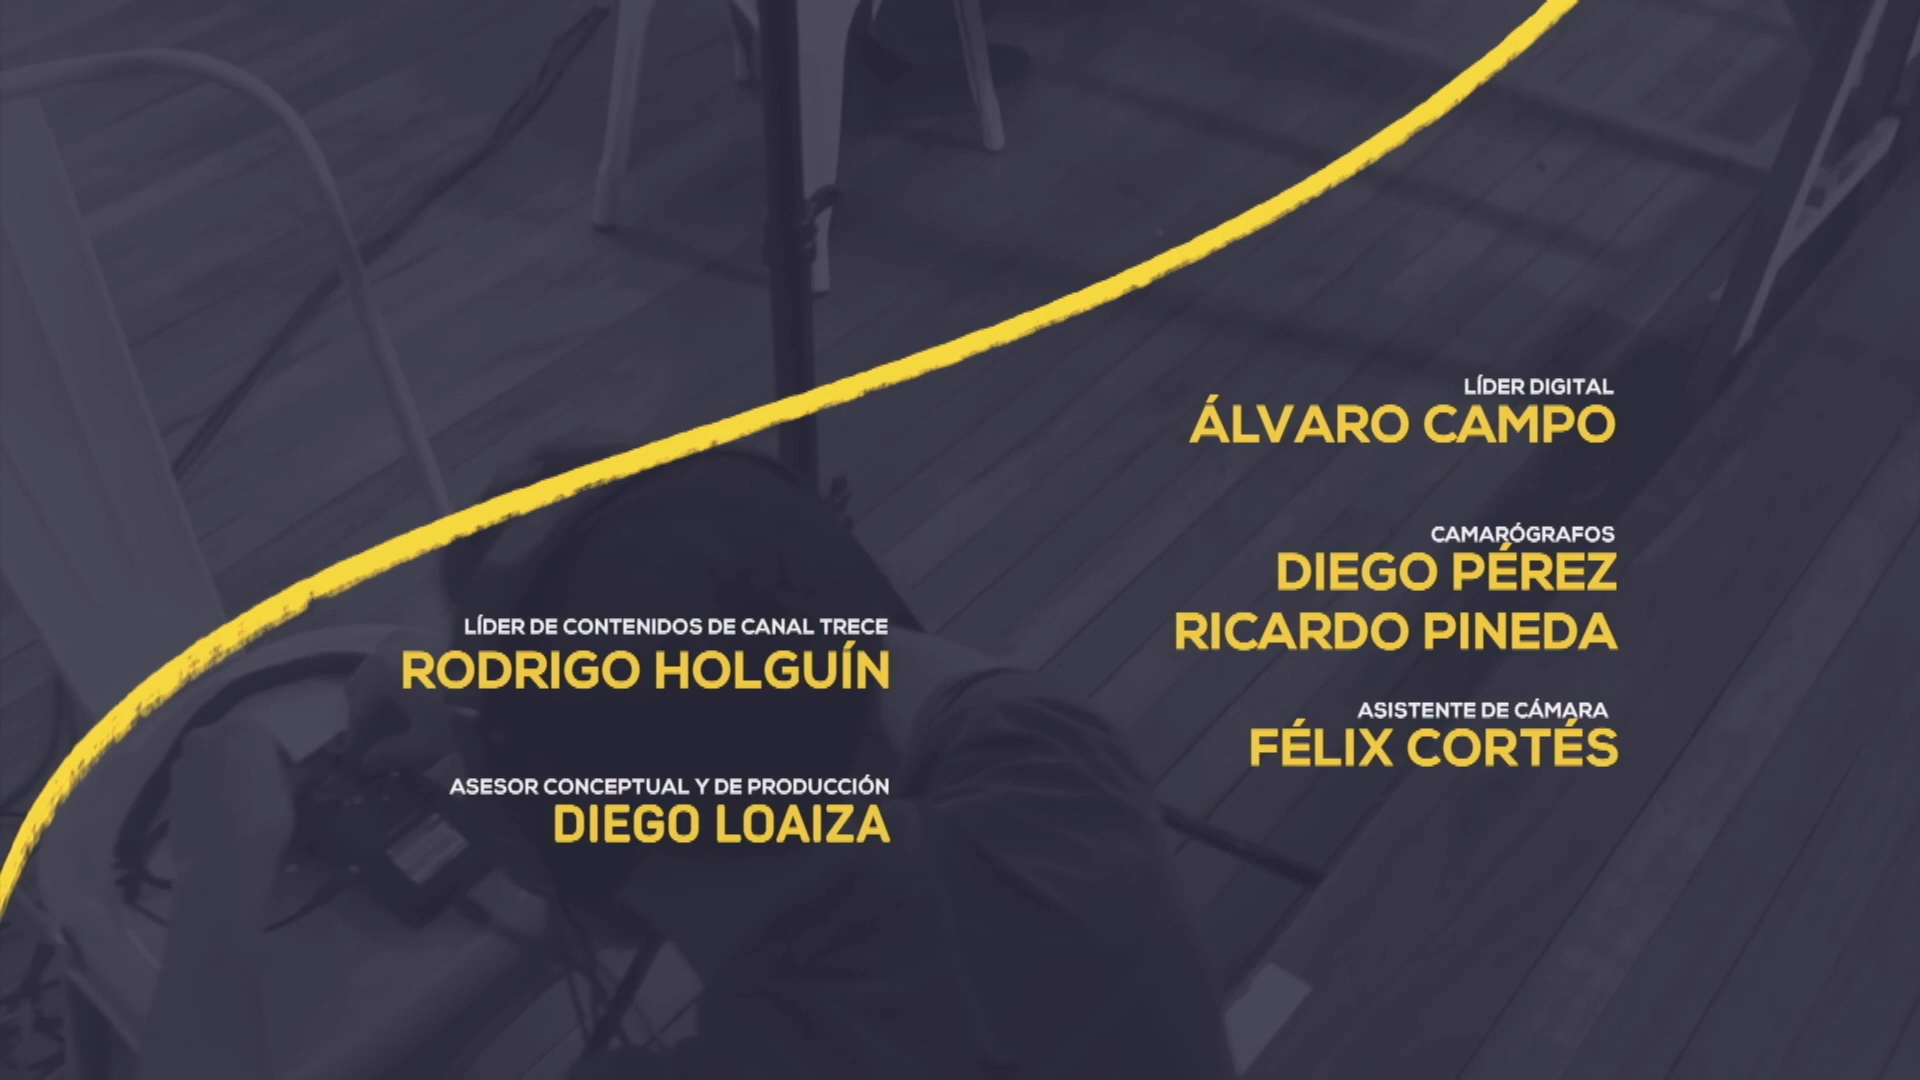 LÍDER DE CONTENIDOS DE CANAL TRECE
RODRIGO HOLGUÍN
ASESOR CONCEPTUAL Y DE PRODUCCIÓN
DIEGO LOAIZA
LÍDER DIGITAL
ÁLVARO CAMPO
CAMARÓGRAFOS
DIEGO PÉREZ
RICARDO PINEDA
ASISTENTE DE CÁMARA
FÉLIX CORTÉS